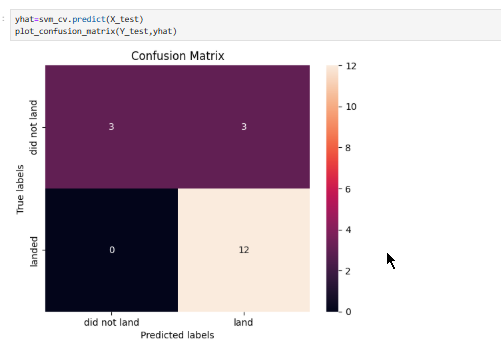 yhat=svm_cv.predict(X_test)
plot_confusion_matrix(Y_test,yhat)
Confusion Matrix
True labels
did not land
landed
3
3
0
12
did not land
land
Predicted labels
12
10
8
6
4
2
0